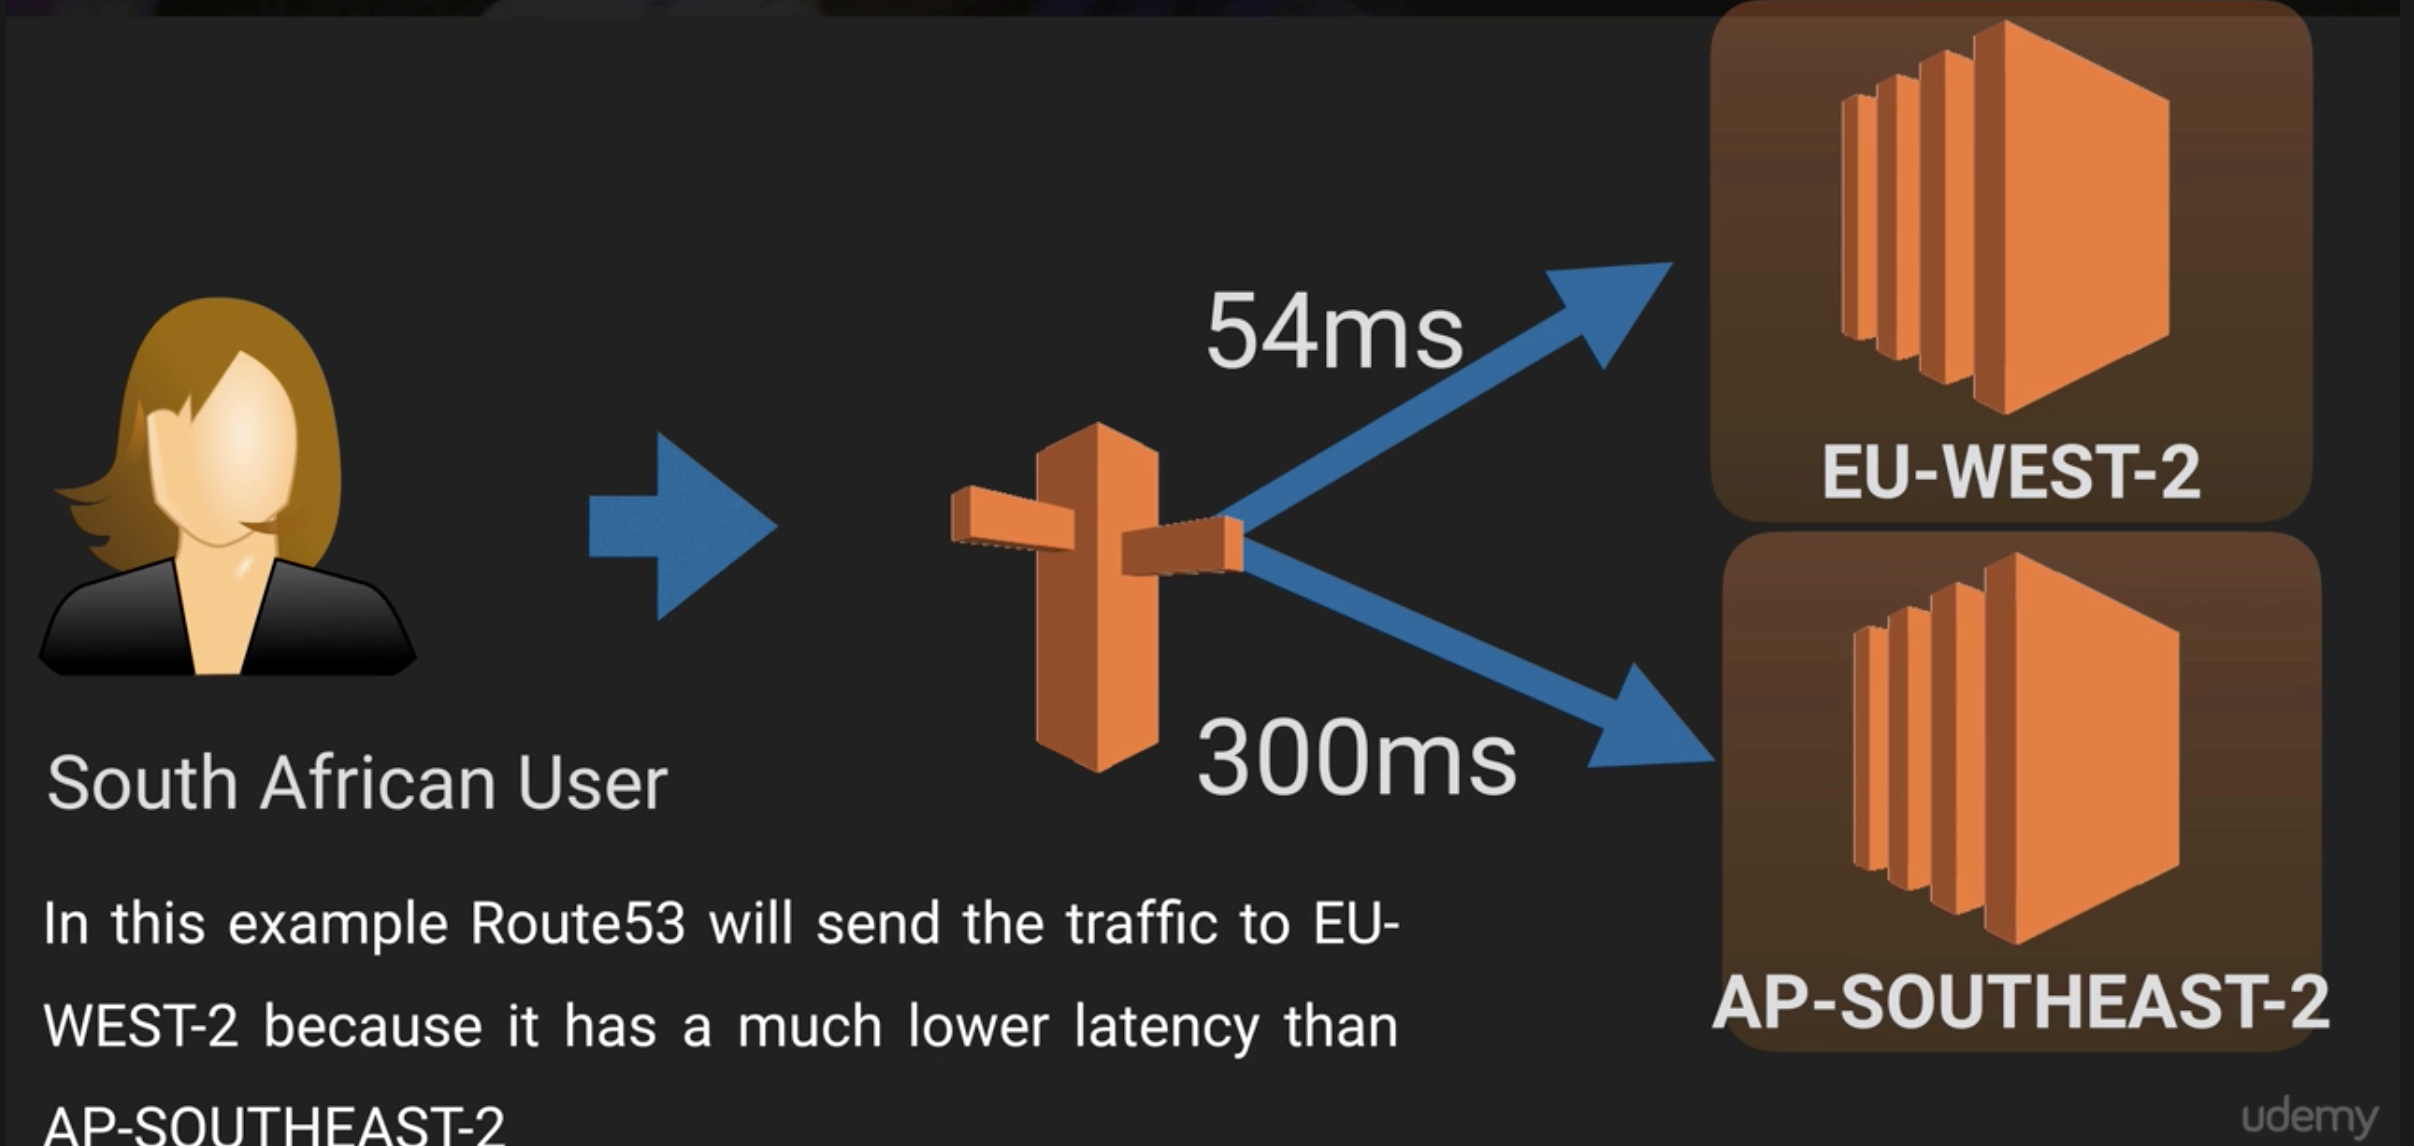 54ms
EU-WEST-2
300ms
South African User
In this example Route53 will send the traffic to EU-
WEST-2 because it has a much lower latency than
AP-SOUTHEAST-2
AP-SOUTHEAST-2
udemy